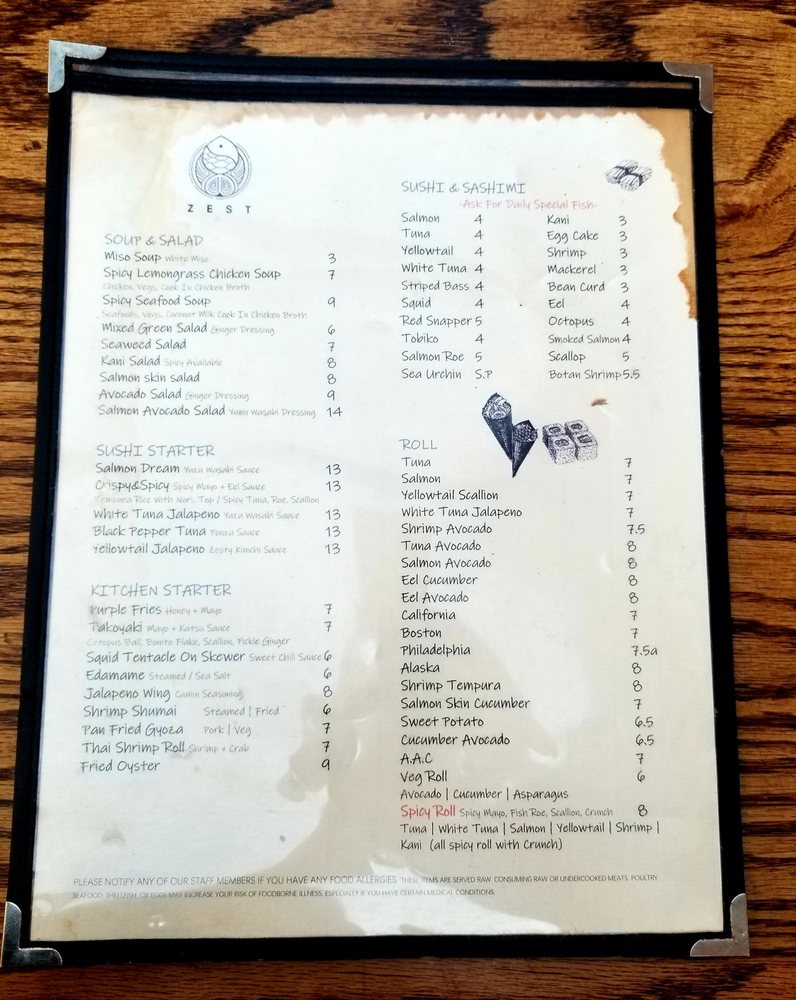 ZEST
SOUP & SALAD
Miso Soup White Miso 3
Spicy Lemongrass Chicken Soup 7
Chicken, Vegs, Cook In Chicken Broth
Spicy Seafood Soup 9
Seafoods, Vegs, Coconut Milk Cook In Chicken Broth
Mixed Green Salad Ginger Dressing 6
Seaweed Salad 7
Kani Salad Spicy Available 8
Salmon skin salad 8
Avocado Salad Ginger Dressing 9
Salmon Avocado Salad Yuzu Wasabi Dressing 14
SUSHI STARTER
Salmon Dream Yuzu Wasabi Sauce 13
Crispy&Spicy Spicy Mayo + Eel Sauce 13
Tempura Rice With Nori, Top / Spicy Tuna, Roe, Scallion
White Tuna Jalapeno Yuzu Wasabi Sauce 13
Black Pepper Tuna Ponzu Sauce 13
Yellowtail Jalapeno Zesty Kimchi Sauce 13
KITCHEN STARTER
Purple Fries Honey + Mayo 7
Takoyaki Mayo + Katsu Sauce 7
Octopus Ball, Bonito Flake, Scallion, Pickle Ginger
Squid Tentacle On Skewer Sweet Chili Sauce 6
Edamame Steamed / Sea Salt 6
Jalapeno Wing Cumin Seasoning 8
Shrimp Shumai Steamed | Fried 6
Pan Fried Gyoza Pork | Veg 7
Thai Shrimp Roll Shrimp + Crab 7
Fried Oyster 9
SUSHI & SASHIMI
-Ask For Daily Special Fish-
Salmon 4 Kani 3
Tuna 4 Egg Cake 3
Yellowtail 4 Shrimp 3
White Tuna 4 Mackerel 3
Striped Bass 4 Bean Curd 3
Squid 4 Eel 4
Red Snapper 5 Octopus 4
Tobiko 4 Smoked Salmon 4
Salmon Roe 5 Scallop 5
Sea Urchin S.P Botan Shrimp 5.5
ROLL
Tuna 7
Salmon 7
Yellowtail Scallion 7
White Tuna Jalapeno 7
Shrimp Avocado 7.5
Tuna Avocado 8
Salmon Avocado 8
Eel Cucumber 8
Eel Avocado 8
California 7
Boston 7
Philadelphia 7.5a
Alaska 8
Shrimp Tempura 8
Salmon Skin Cucumber 7
Sweet Potato 6.5
Cucumber Avocado 6.5
A.A.C 7
Veg Roll 6
Avocado | Cucumber | Asparagus
Spicy Roll Spicy Mayo, Fish Roe, Scallion, Crunch 8
Tuna | White Tuna | Salmon | Yellowtail | Shrimp |
Kani (all spicy roll with Crunch)
PLEASE NOTIFY ANY OF OUR STAFF MEMBERS IF YOU HAVE ANY FOOD ALLERGIES. THESE ITEMS ARE SERVED RAW. CONSUMING RAW OR UNDERCOOKED MEATS, POULTRY,
SEAFOOD, SHELLFISH, OR EGGS MAY INCREASE YOUR RISK OF FOODBORNE ILLNESS, ESPECIALLY IF YOU HAVE CERTAIN MEDICAL CONDITIONS.